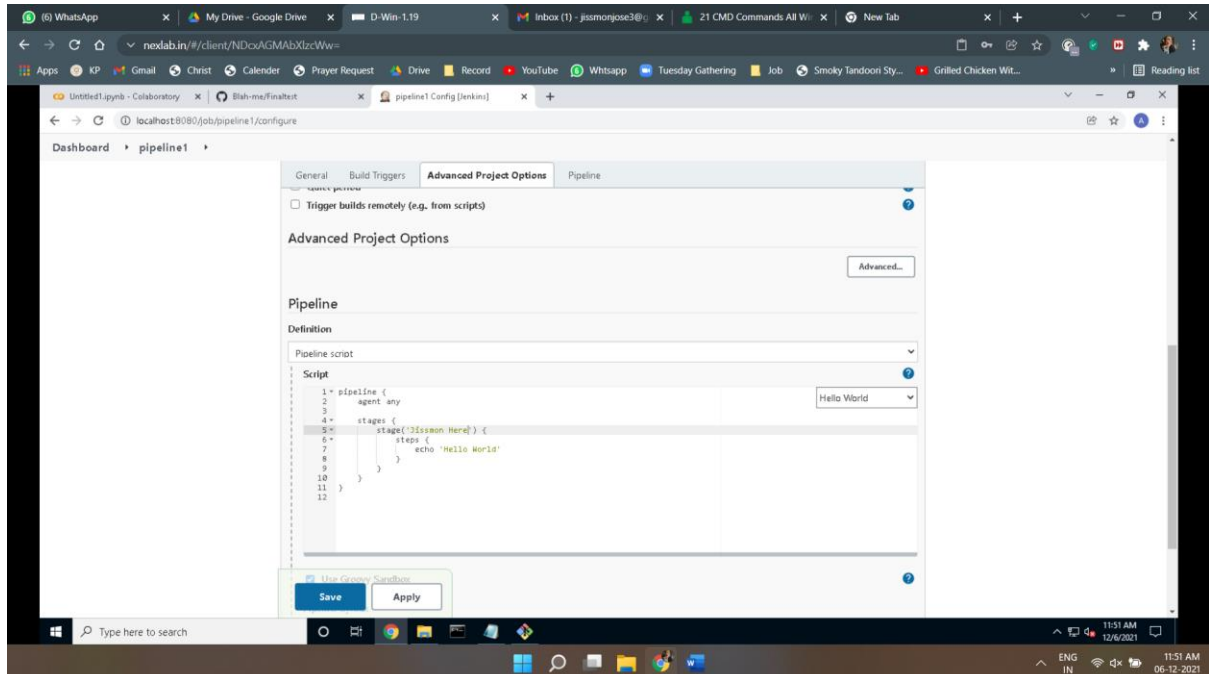 (6) WhatsApp
My Drive - Google Drive
D-Win-1.19
Inbox (1) - jissmonjose3@g
21 CMD Commands All Wi
New Tab
nexlab.in/#/client/NDcxAGMAbXlzcWw=
Apps KP Gmail Christ Calender Prayer Request Drive Record YouTube Whtsapp Tuesday Gathering Job Smoky Tandoori Sty... Grilled Chicken Wit... » Reading list
Untitled1.ipynb - Colaboratory
Blah-me/Finaltest
pipeline1 Config [Jenkins]
localhost:8080/job/pipeline1/configure
Dashboard pipeline1
General Build Triggers Advanced Project Options Pipeline
Quiet period
Trigger builds remotely (e.g., from scripts)
Advanced Project Options
Advanced...
Pipeline
Definition
Pipeline script
Script
Hello World
1 pipeline {
2 agent any
3
4 stages {
5 stage('Jissmon Here') {
6 steps {
7 echo 'Hello World'
8 }
9 }
10 }
11 }
12
Use Groovy Sandbox
Save Apply
Type here to search
11:51 AM
12/6/2021
ENG
IN
11:51 AM
06-12-2021